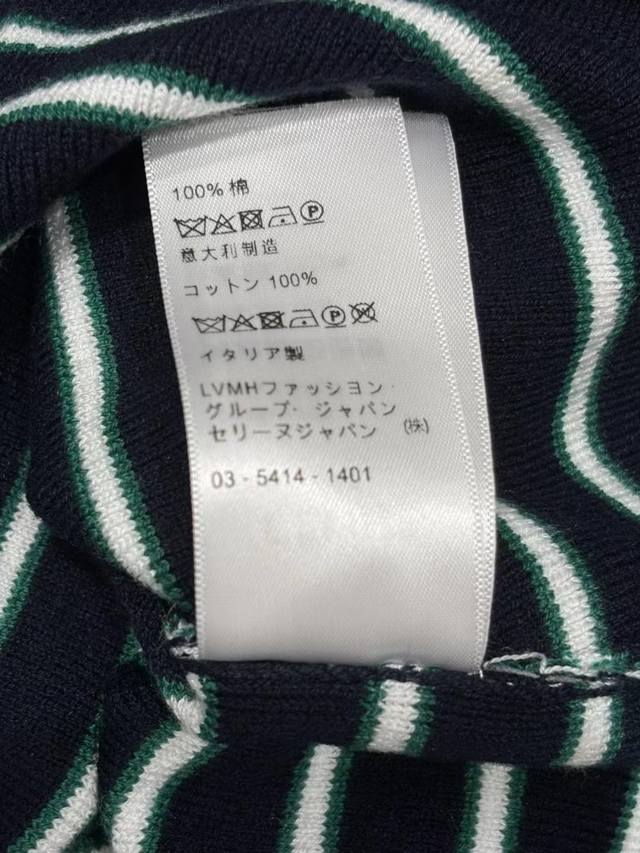 100% 棉
意大利制造
コットン 100%
イタリア製
LVMHファッション・
グループ・ジャパン
セリーヌジャパン (株)
03 - 5414 - 1401